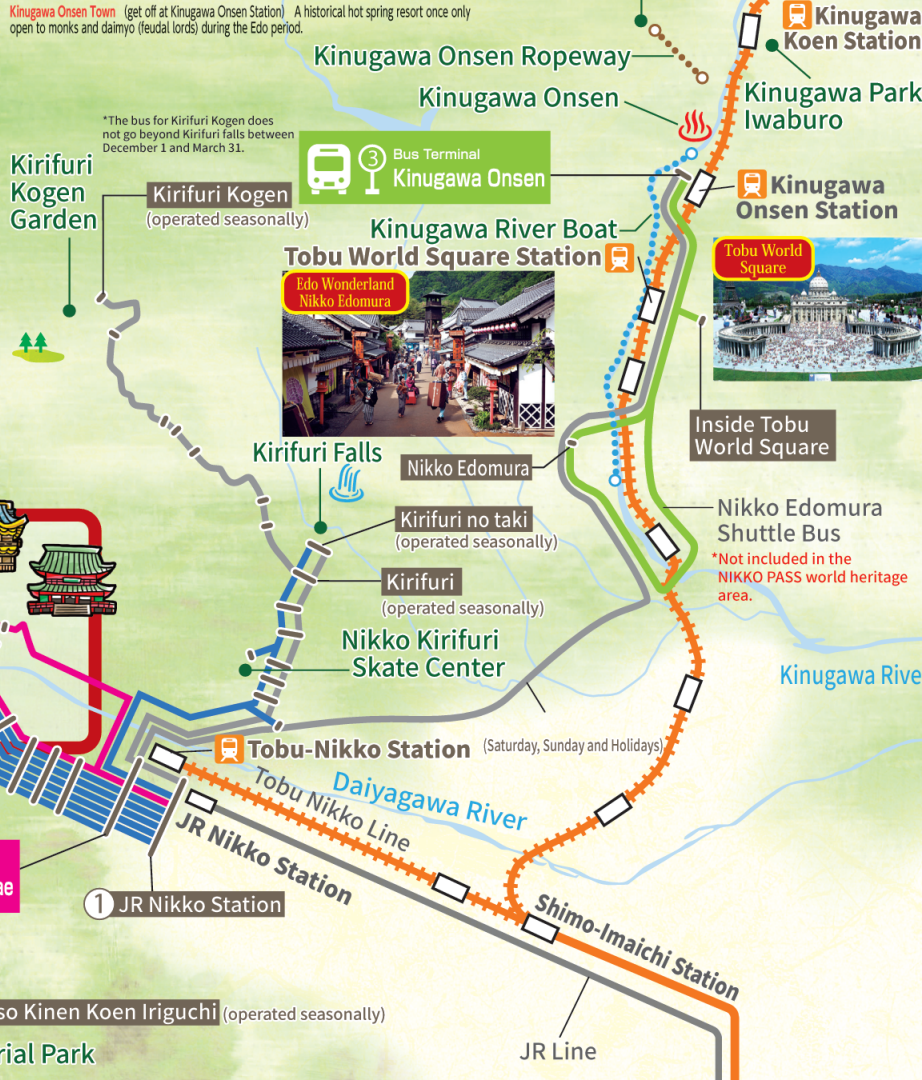 Kinugawa Onsen Town (get off at Kinugawa Onsen Station) A historical hot spring resort once only
open to monks and daimyo (feudal lords) during the Edo period.
Kinugawa
Koen Station
Kinugawa Onsen Ropeway
Kinugawa Onsen
Kinugawa Park
Iwaburo
*The bus for Kirifuri Kogen does
not go beyond Kirifuri falls between
December 1 and March 31.
3
Bus Terminal
Kinugawa Onsen
Kirifuri
Kogen
Garden
Kirifuri Kogen
(operated seasonally)
Kinugawa
Onsen Station
Kinugawa River Boat
Tobu World Square Station
Tobu World
Square
Edo Wonderland
Nikko Edomura
Inside Tobu
World Square
Kirifuri Falls
Nikko Edomura
Nikko Edomura
Shuttle Bus
*Not included in the
NIKKO PASS world heritage
area.
Kirifuri no taki
(operated seasonally)
Kirifuri
(operated seasonally)
Nikko Kirifuri
Skate Center
Kinugawa Rive
Tobu-Nikko Station
(Saturday, Sunday and Holidays)
Tobu Nikko Line
Daiyagawa River
JR Nikko Station
ae
1 JR Nikko Station
Shimo-Imaichi Station
so Kinen Koen Iriguchi (operated seasonally)
JR Line
rial Park